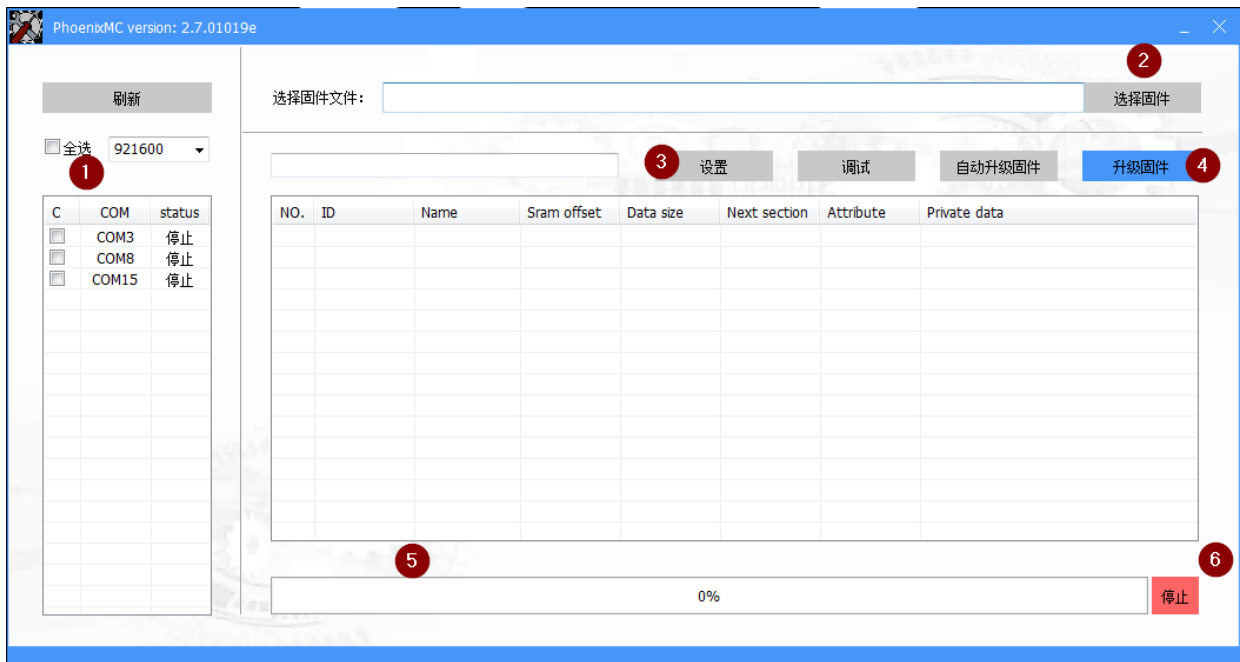 PhoenixMC version: 2.7.01019e
2
刷新
选择固件文件:
选择固件
全选
921600
1
3
设置
调试
自动升级固件
升级固件
4
C COM status
COM3 停止
COM8 停止
COM15 停止
NO. ID Name Sram offset Data size Next section Attribute Private data
5
6
0%
停止